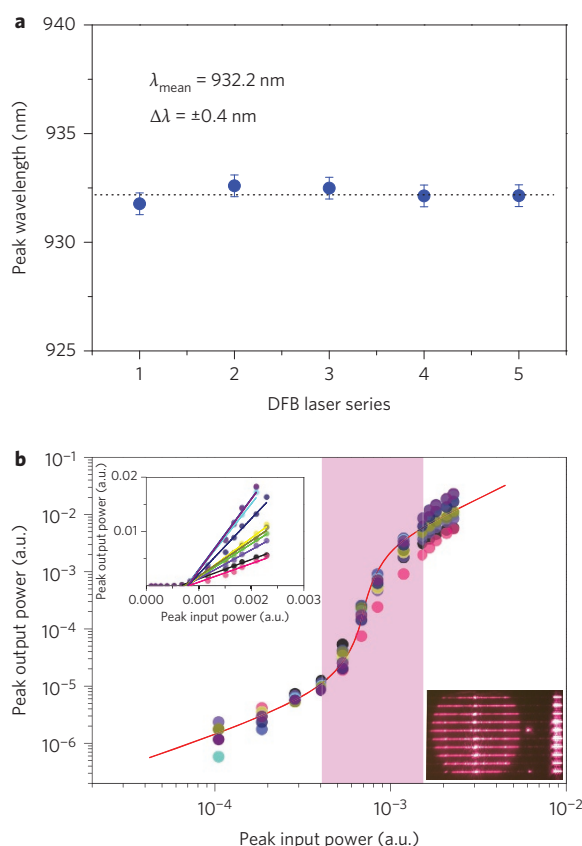 a
940
935
930
925
Peak wavelength (nm)
λmean = 932.2 nm
Δλ = ±0.4 nm
1 2 3 4 5
DFB laser series
b
10⁻¹
10⁻²
10⁻³
10⁻⁴
10⁻⁵
10⁻⁶
Peak output power (a.u.)
0.02
0.01
0.000 0.001 0.002 0.003
Peak output power (a.u.)
Peak input power (a.u.)
10⁻⁴ 10⁻³ 10⁻²
Peak input power (a.u.)